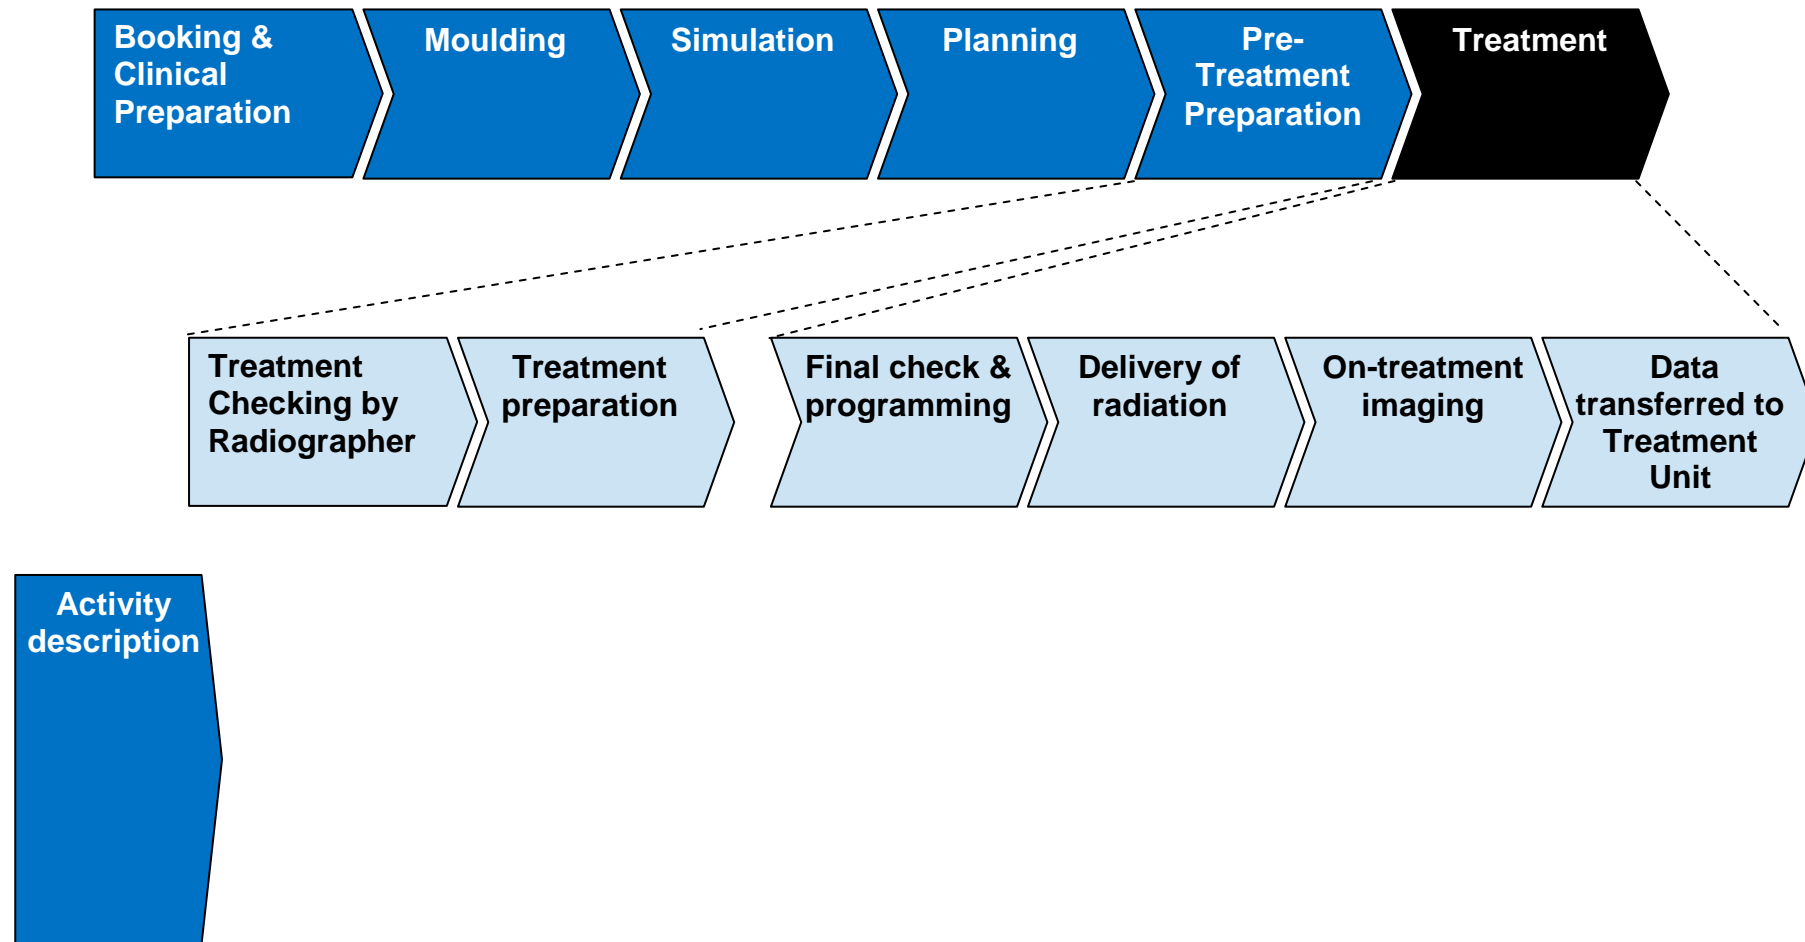 Booking &
Clinical
Preparation
Moulding
Simulation
Planning
Pre-
Treatment
Preparation
Treatment
Treatment
Checking by
Radiographer
Treatment
preparation
Final check &
programming
Delivery of
radiation
On-treatment
imaging
Data
transferred to
Treatment
Unit
Activity
description